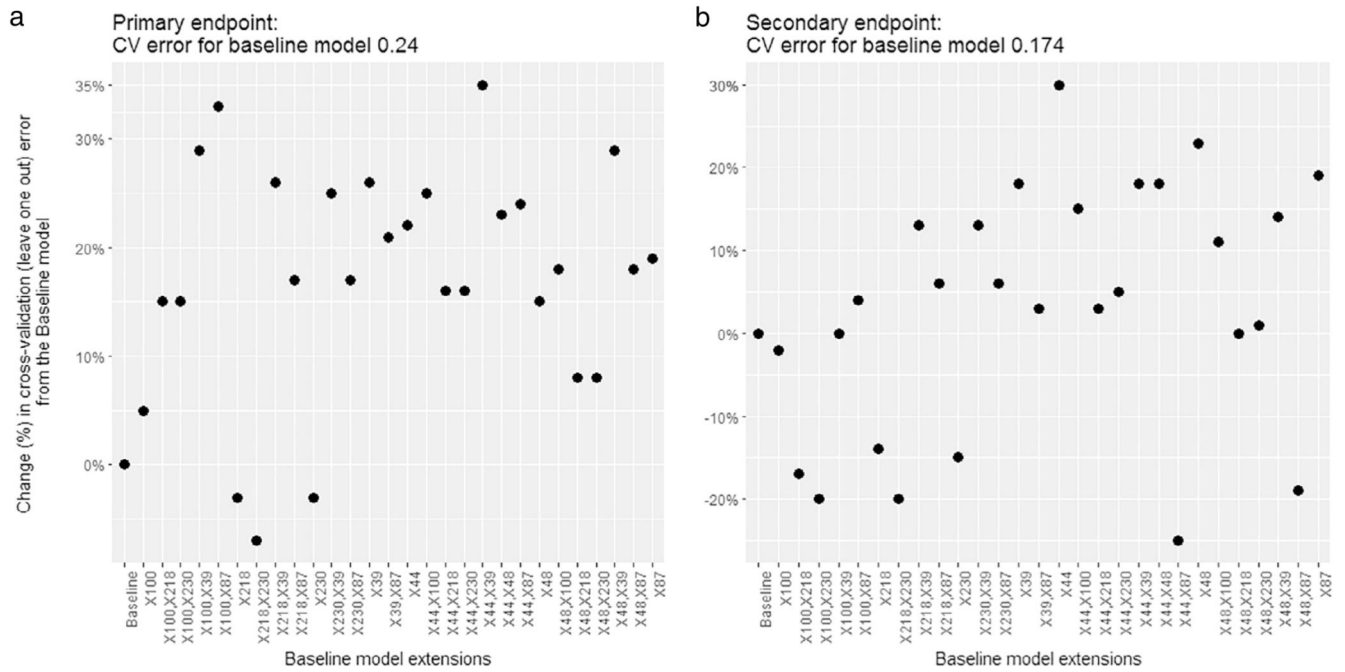 a
Primary endpoint:
CV error for baseline model 0.24
35%
30%
20%
10%
0%
Change (%) in cross-validation (leave one out) error
from the Baseline model
Baseline
X100
X100,X218
X100,X230
X100,X39
X100,X87
X218
X218,X230
X218,X39
X218,X87
X230
X230,X39
X230,X87
X39
X39,X87
X44
X44,X100
X44,X218
X44,X230
X44,X39
X44,X48
X44,X87
X48
X48,X100
X48,X218
X48,X230
X48,X39
X48,X87
X87
Baseline model extensions
b
Secondary endpoint:
CV error for baseline model 0.174
30%
20%
10%
0%
-10%
-20%
Baseline
X100
X100,X218
X100,X230
X100,X39
X100,X87
X218
X218,X230
X218,X39
X218,X87
X230
X230,X39
X230,X87
X39
X39,X87
X44
X44,X100
X44,X218
X44,X230
X44,X39
X44,X48
X44,X87
X48
X48,X100
X48,X218
X48,X230
X48,X39
X48,X87
X87
Baseline model extensions